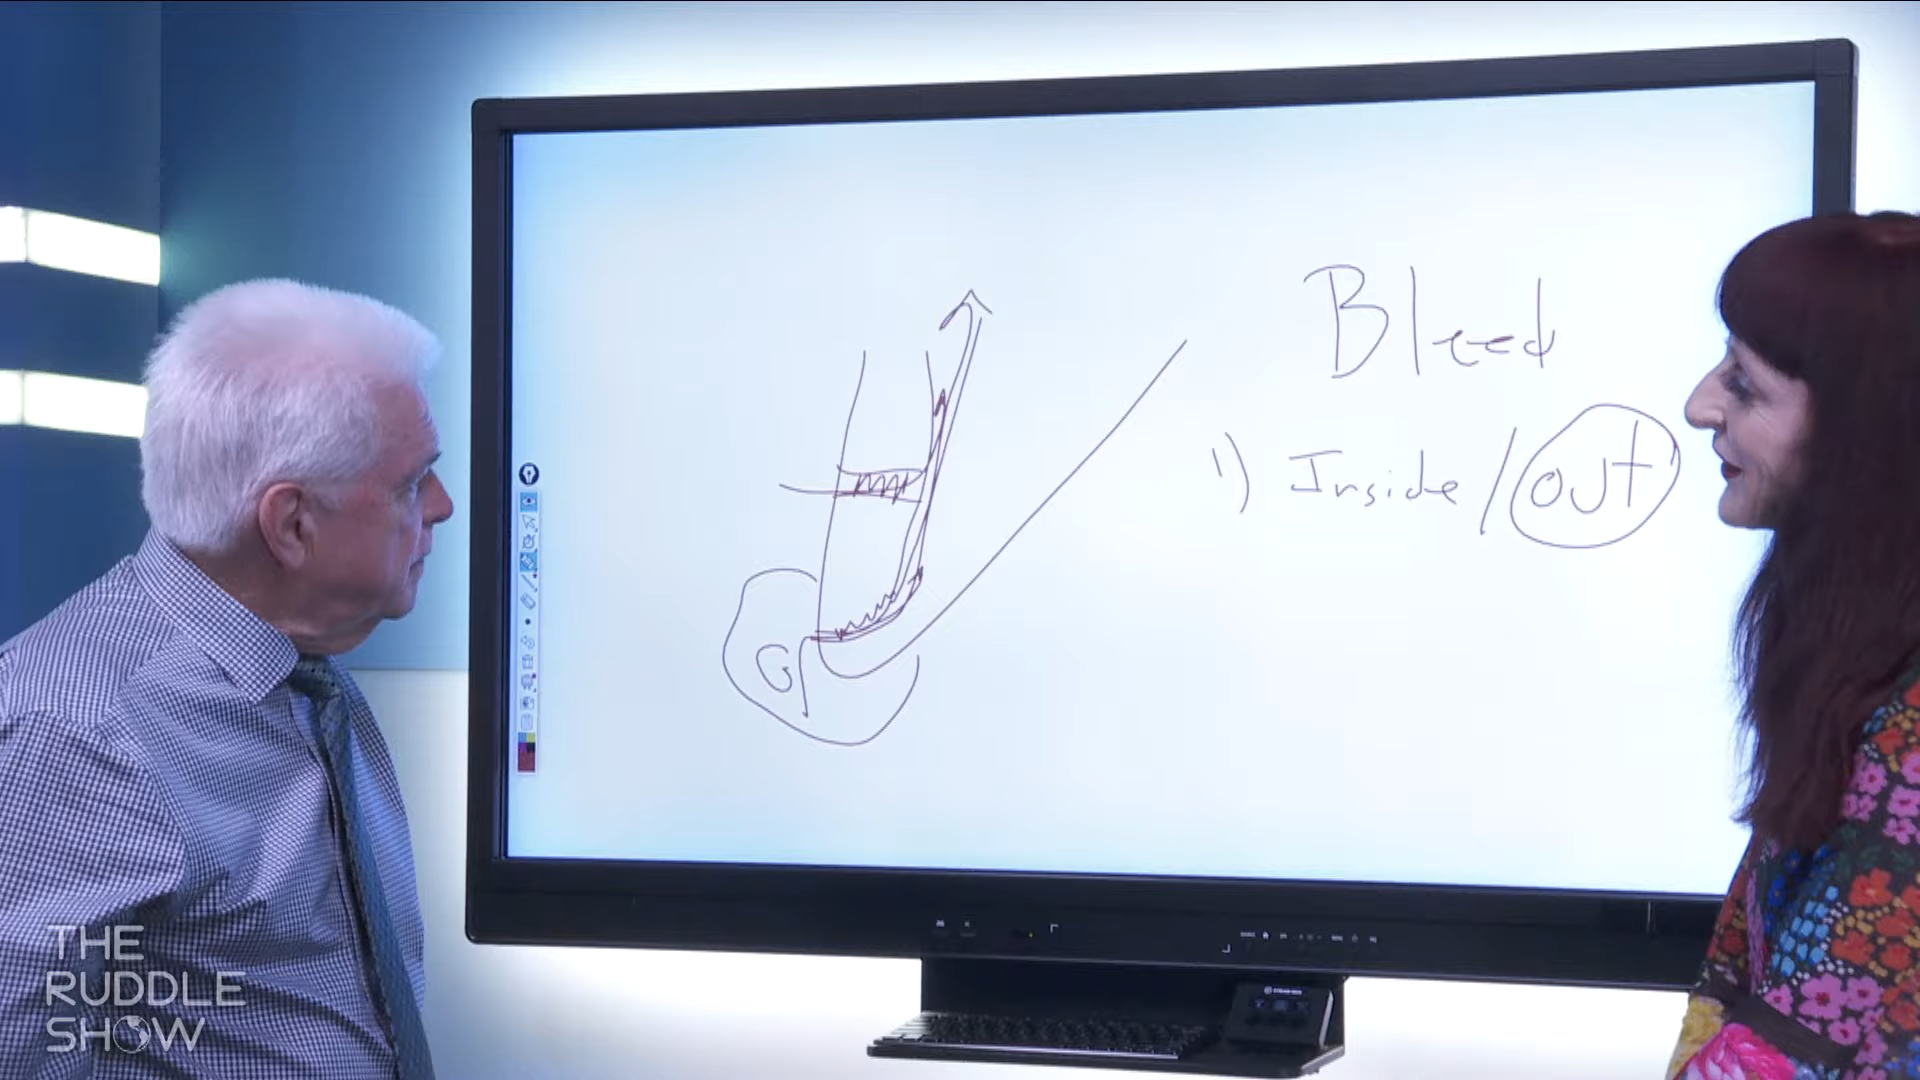 Bleed
1) Inside / out
THE
RUDDLE
SHOW